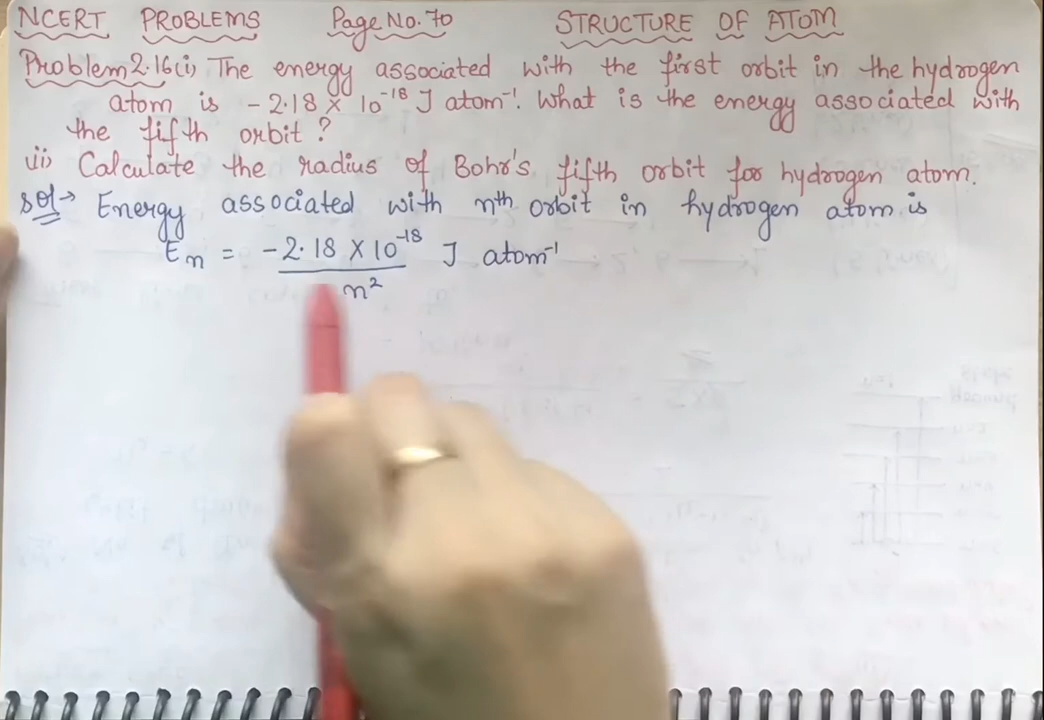 NCERT PROBLEMS Page No. 70 STRUCTURE OF ATOM
Problem 2.16 (i) The energy associated with the first orbit in the hydrogen
atom is -2.18 × 10⁻¹⁸ J atom⁻¹. What is the energy associated with
the fifth orbit?
(ii) Calculate the radius of Bohr's fifth orbit for hydrogen atom.
Sol→ Energy associated with nth orbit in hydrogen atom is
En = -2.18 × 10⁻¹⁸ J atom⁻¹
n²